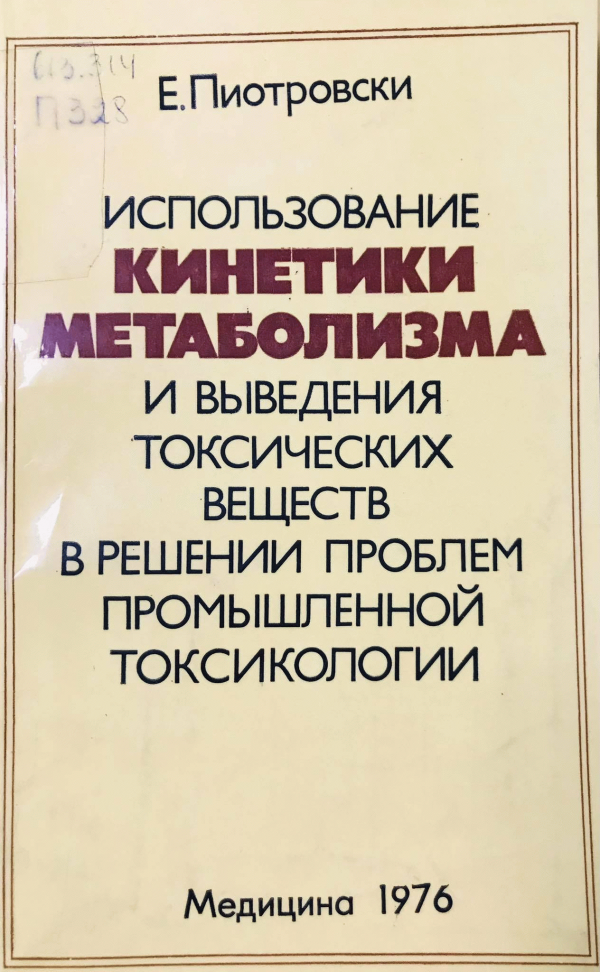 613.314
П328
Е.Пиотровски
ИСПОЛЬЗОВАНИЕ
КИНЕТИКИ
МЕТАБОЛИЗМА
И ВЫВЕДЕНИЯ
ТОКСИЧЕСКИХ
ВЕЩЕСТВ
В РЕШЕНИИ ПРОБЛЕМ
ПРОМЫШЛЕННОЙ
ТОКСИКОЛОГИИ
Медицина 1976